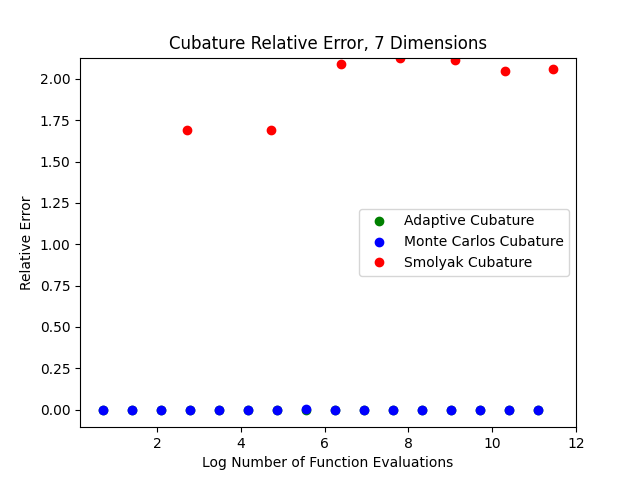 Cubature Relative Error, 7 Dimensions
2.00
1.75
1.50
1.25
1.00
0.75
0.50
0.25
0.00
Relative Error
Adaptive Cubature
Monte Carlos Cubature
Smolyak Cubature
2 4 6 8 10 12
Log Number of Function Evaluations